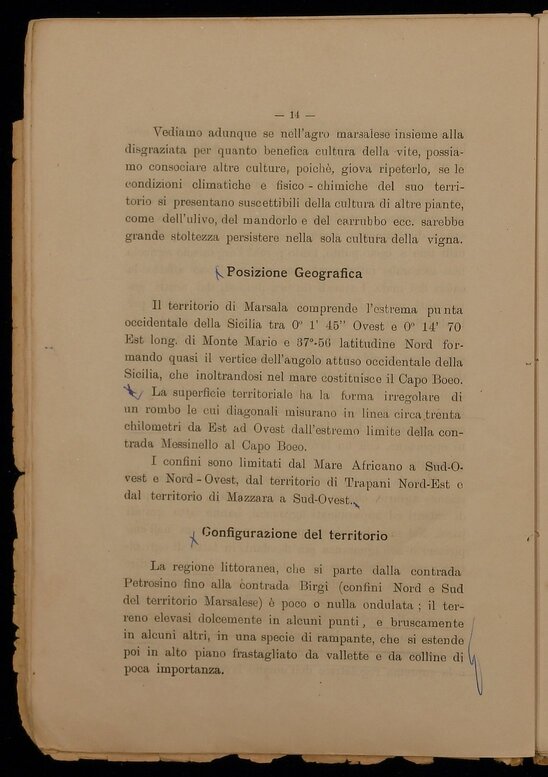 — 14 —
Vediamo adunque se nell'agro marsalese insieme alla
disgraziata per quanto benefica cultura della vite, possia-
mo consociare altre culture, poichè, giova ripeterlo, se le
condizioni climatiche e fisico - chimiche del suo terri-
torio si presentano suscettibili della cultura di altre piante,
come dell'ulivo, del mandorlo e del carrubbo ecc. sarebbe
grande stoltezza persistere nella sola cultura della vigna.
Posizione Geografica
Il territorio di Marsala comprende l'estrema punta
occidentale della Sicilia tra 0° 1' 45" Ovest e 0° 14' 70
Est long. di Monte Mario e 37°-56 latitudine Nord for-
mando quasi il vertice dell'angolo attuso occidentale della
Sicilia, che inoltrandosi nel mare costituisce il Capo Boeo.
La superficie territoriale ha la forma irregolare di
un rombo le cui diagonali misurano in linea circa trenta
chilometri da Est ad Ovest dall'estremo limite della con-
trada Messinello al Capo Boeo.
I confini sono limitati dal Mare Africano a Sud-O-
vest e Nord - Ovest, dal territorio di Trapani Nord-Est e
dal territorio di Mazzara a Sud-Ovest.
Configurazione del territorio
La regione littoranea, che si parte dalla contrada
Petrosino fino alla contrada Birgi (confini Nord e Sud
del territorio Marsalese) è poco o nulla ondulata ; il ter-
reno elevasi dolcemente in alcuni punti , e bruscamente
in alcuni altri, in una specie di rampante, che si estende
poi in alto piano frastagliato da vallette e da colline di
poca importanza.